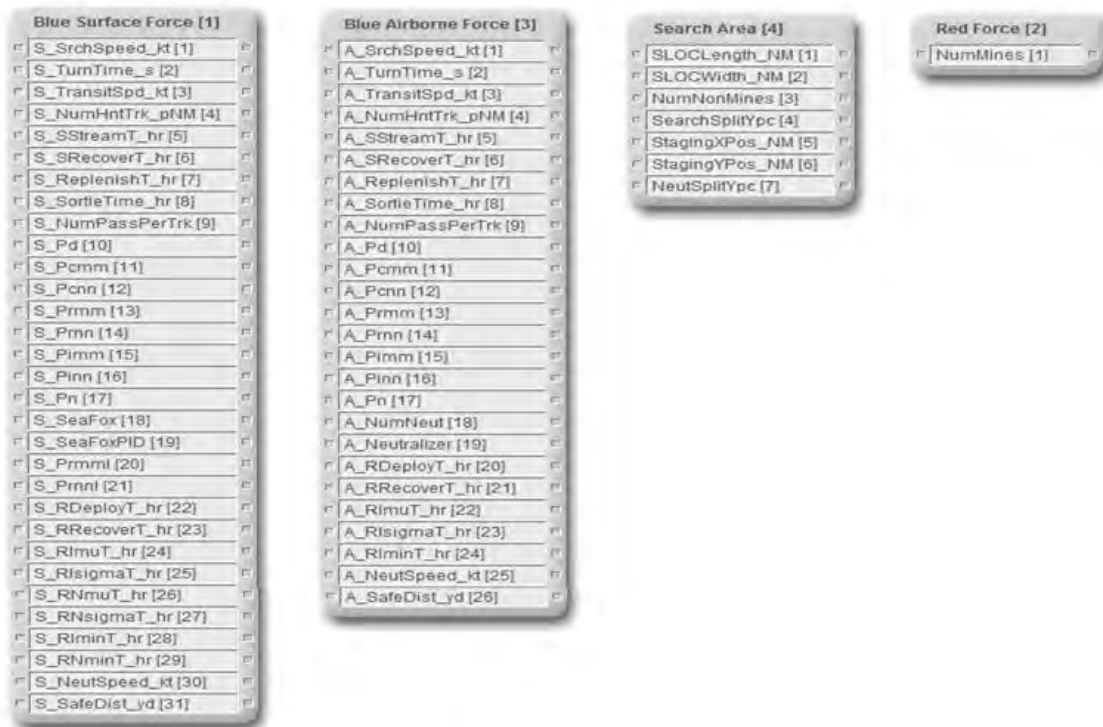 Blue Surface Force [1]
S_SrchSpeed_kt [1]
S_TurnTime_s [2]
S_TransitSpd_kt [3]
S_NumHntTrk_pNM [4]
S_SStreamT_hr [5]
S_SRecoverT_hr [6]
S_ReplenishT_hr [7]
S_SortieTime_hr [8]
S_NumPassPerTrk [9]
S_Pd [10]
S_Pcmm [11]
S_Pcnn [12]
S_Prmm [13]
S_Prnn [14]
S_Pimm [15]
S_Pinn [16]
S_Pn [17]
S_SeaFox [18]
S_SeaFoxPID [19]
S_PrmmI [20]
S_PrnnI [21]
S_RDeployT_hr [22]
S_RRecoverT_hr [23]
S_RImuT_hr [24]
S_RIsigmaT_hr [25]
S_RNmuT_hr [26]
S_RNsigmaT_hr [27]
S_RIminT_hr [28]
S_RNminT_hr [29]
S_NeutSpeed_kt [30]
S_SafeDist_yd [31]
Blue Airborne Force [3]
A_SrchSpeed_kt [1]
A_TurnTime_s [2]
A_TransitSpd_kt [3]
A_NumHntTrk_pNM [4]
A_SStreamT_hr [5]
A_SRecoverT_hr [6]
A_ReplenishT_hr [7]
A_SortieTime_hr [8]
A_NumPassPerTrk [9]
A_Pd [10]
A_Pcmm [11]
A_Pcnn [12]
A_Prmm [13]
A_Prnn [14]
A_Pimm [15]
A_Pinn [16]
A_Pn [17]
A_NumNeut [18]
A_Neutralizer [19]
A_RDeployT_hr [20]
A_RRecoverT_hr [21]
A_RImuT_hr [22]
A_RIsigmaT_hr [23]
A_RIminT_hr [24]
A_NeutSpeed_kt [25]
A_SafeDist_yd [26]
Search Area [4]
SLOCLength_NM [1]
SLOCWidth_NM [2]
NumNonMines [3]
SearchSplitYpc [4]
StagingXPos_NM [5]
StagingYPos_NM [6]
NeutSplitYpc [7]
Red Force [2]
NumMines [1]